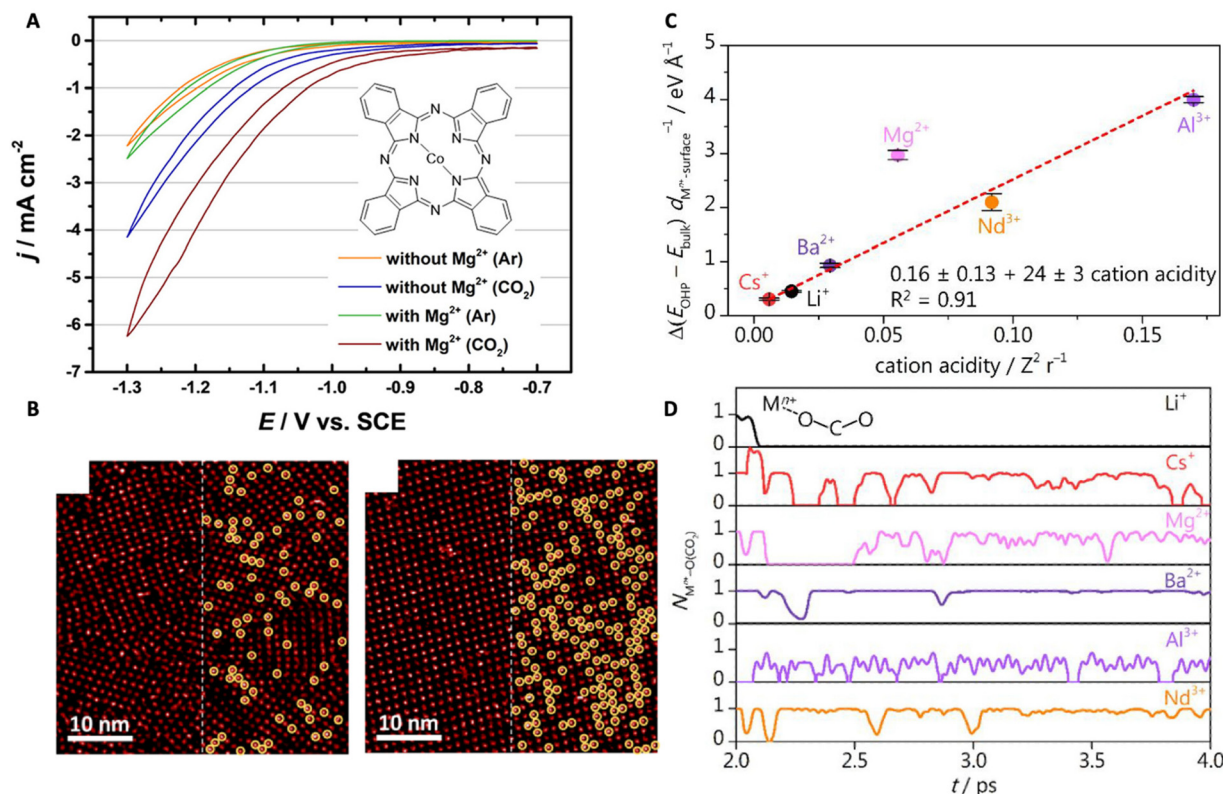 A
j / mA cm⁻²
0
-1
-2
-3
-4
-5
-6
-7
N
N
N
N
N
N
N
N
Co
without Mg²⁺ (Ar)
without Mg²⁺ (CO₂)
with Mg²⁺ (Ar)
with Mg²⁺ (CO₂)
-1.3 -1.2 -1.1 -1.0 -0.9 -0.8 -0.7
E / V vs. SCE
B
10 nm
10 nm
C
Δ(E_OHP − E_bulk) d_Mⁿ⁺-surface⁻¹ / eV Å⁻¹
5
4
3
2
1
0
Cs⁺
Li⁺
Ba²⁺
Mg²⁺
Nd³⁺
Al³⁺
0.16 ± 0.13 + 24 ± 3 cation acidity
R² = 0.91
0.00 0.05 0.10 0.15
cation acidity / Z² r⁻¹
D
N_Mⁿ⁺−O(CO₂)
Mⁿ⁺ O C O
1 Li⁺
0
1 Cs⁺
0
1 Mg²⁺
0
1 Ba²⁺
0
1 Al³⁺
0
1 Nd³⁺
0
2.0 2.5 3.0 3.5 4.0
t / ps